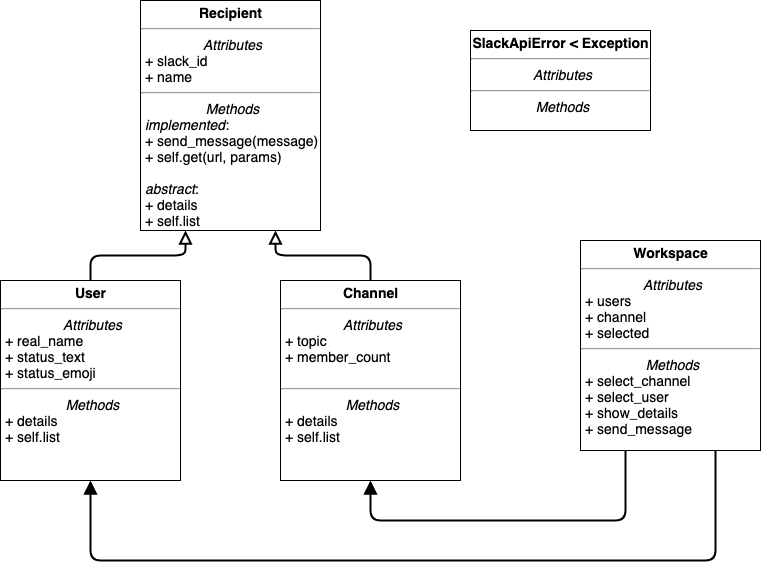 Recipient
Attributes
+ slack_id
+ name
Methods
implemented:
+ send_message(message)
+ self.get(url, params)
abstract:
+ details
+ self.list
SlackApiError < Exception
Attributes
Methods
User
Attributes
+ real_name
+ status_text
+ status_emoji
Methods
+ details
+ self.list
Channel
Attributes
+ topic
+ member_count
Methods
+ details
+ self.list
Workspace
Attributes
+ users
+ channel
+ selected
Methods
+ select_channel
+ select_user
+ show_details
+ send_message